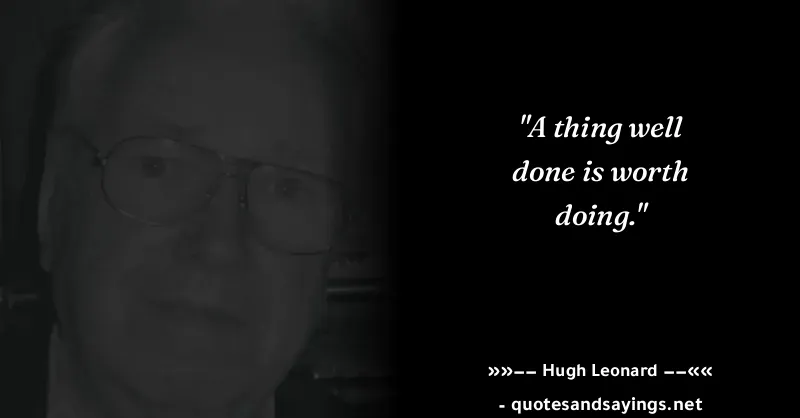 "A thing well
done is worth
doing."
»»−− Hugh Leonard −−««
- quotesandsayings.net